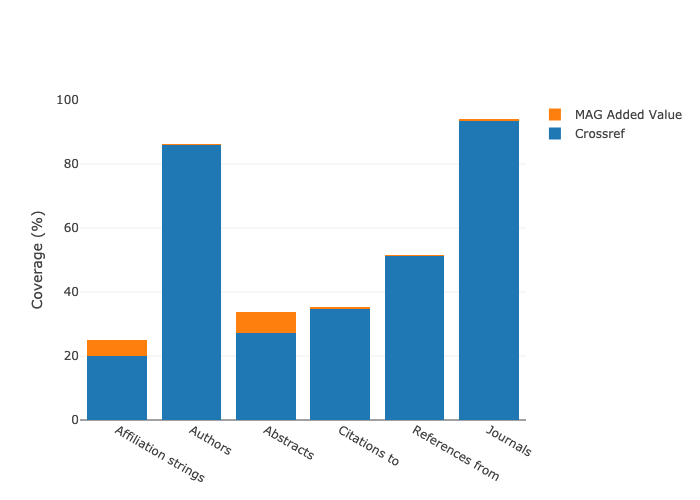 MAG Added Value
Crossref
Coverage (%)
100
80
60
40
20
0
Affiliation strings
Authors
Abstracts
Citations to
References from
Journals